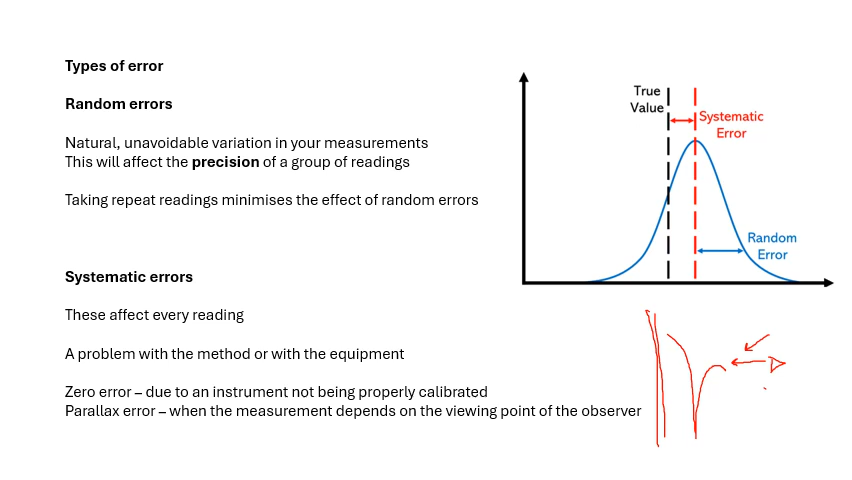 Types of error
Random errors
Natural, unavoidable variation in your measurements
This will affect the precision of a group of readings
Taking repeat readings minimises the effect of random errors
Systematic errors
These affect every reading
A problem with the method or with the equipment
Zero error – due to an instrument not being properly calibrated
Parallax error – when the measurement depends on the viewing point of the observer
True
Value
Systematic
Error
Random
Error